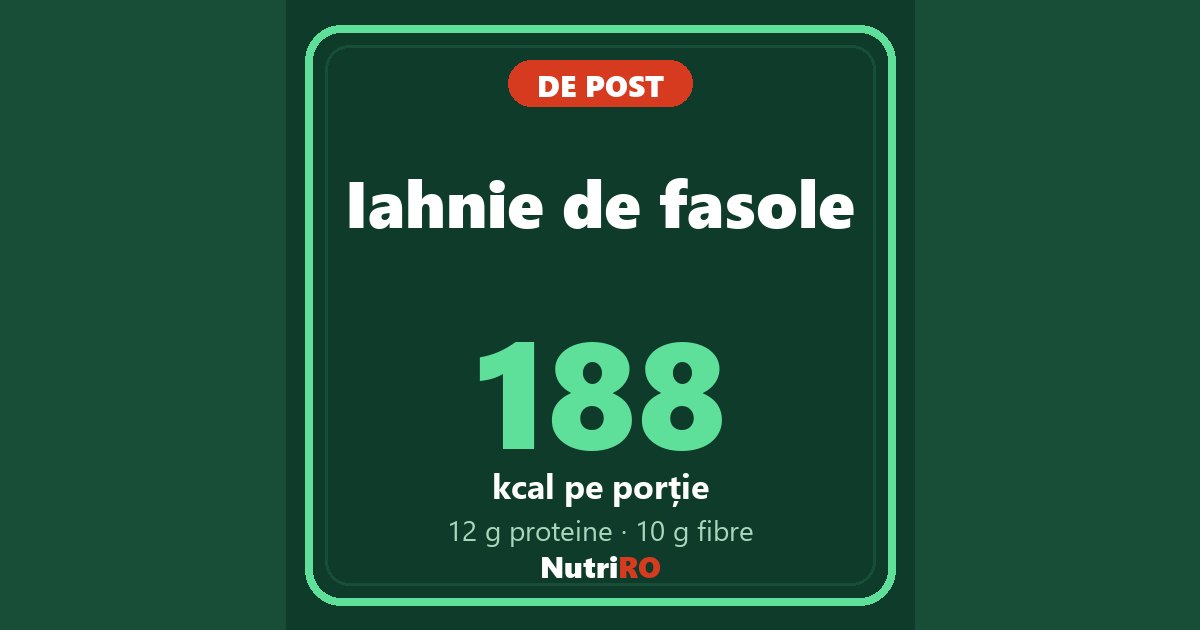 DE POST
Iahnie de fasole
188
kcal pe porție
12 g proteine · 10 g fibre
NutriRO